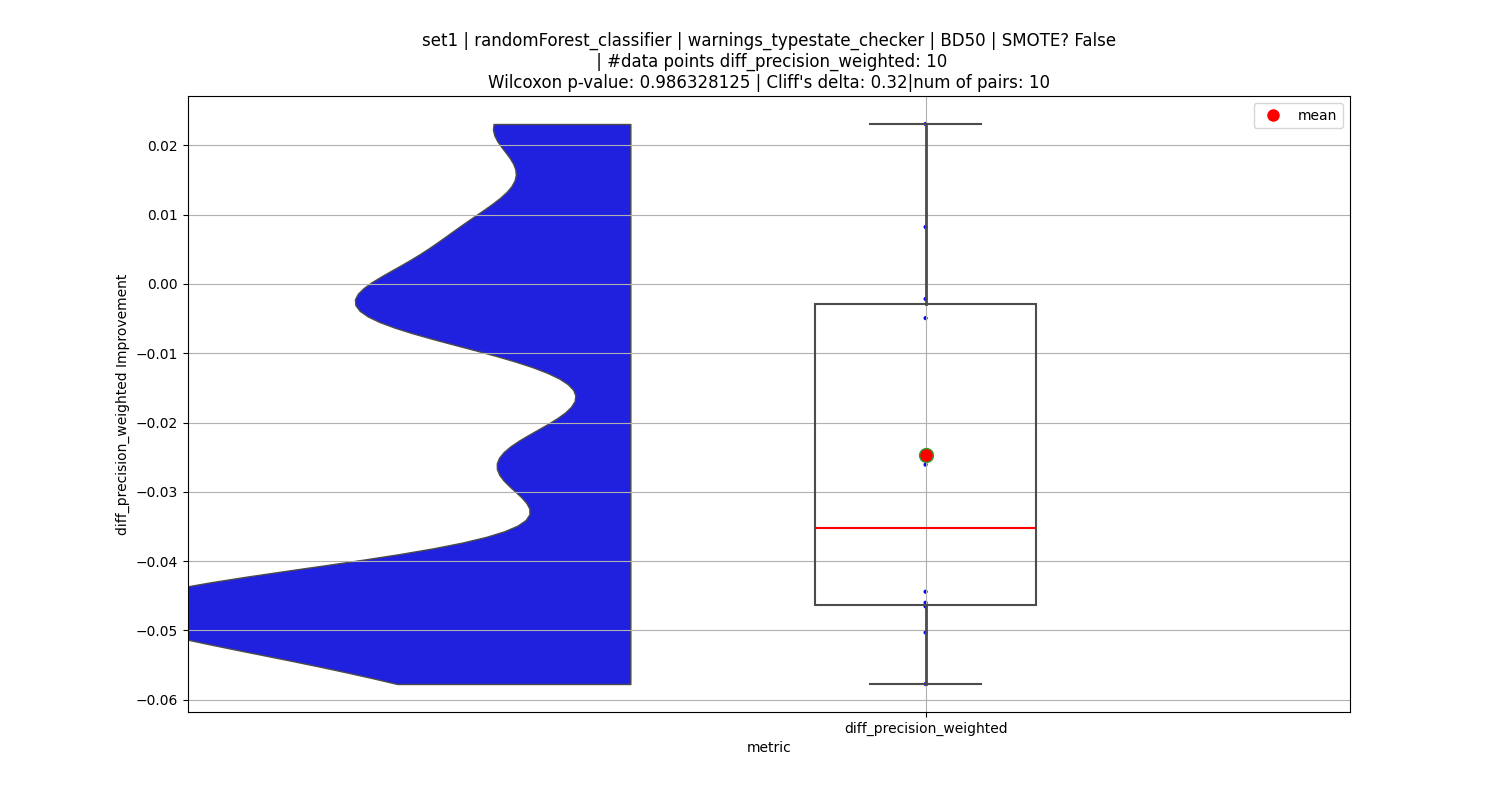 set1 | randomForest_classifier | warnings_typestate_checker | BD50 | SMOTE? False
| #data points diff_precision_weighted: 10
Wilcoxon p-value: 0.986328125 | Cliff's delta: 0.32|num of pairs: 10
mean
0.02
0.01
0.00
−0.01
−0.02
−0.03
−0.04
−0.05
−0.06
diff_precision_weighted Improvement
diff_precision_weighted
metric